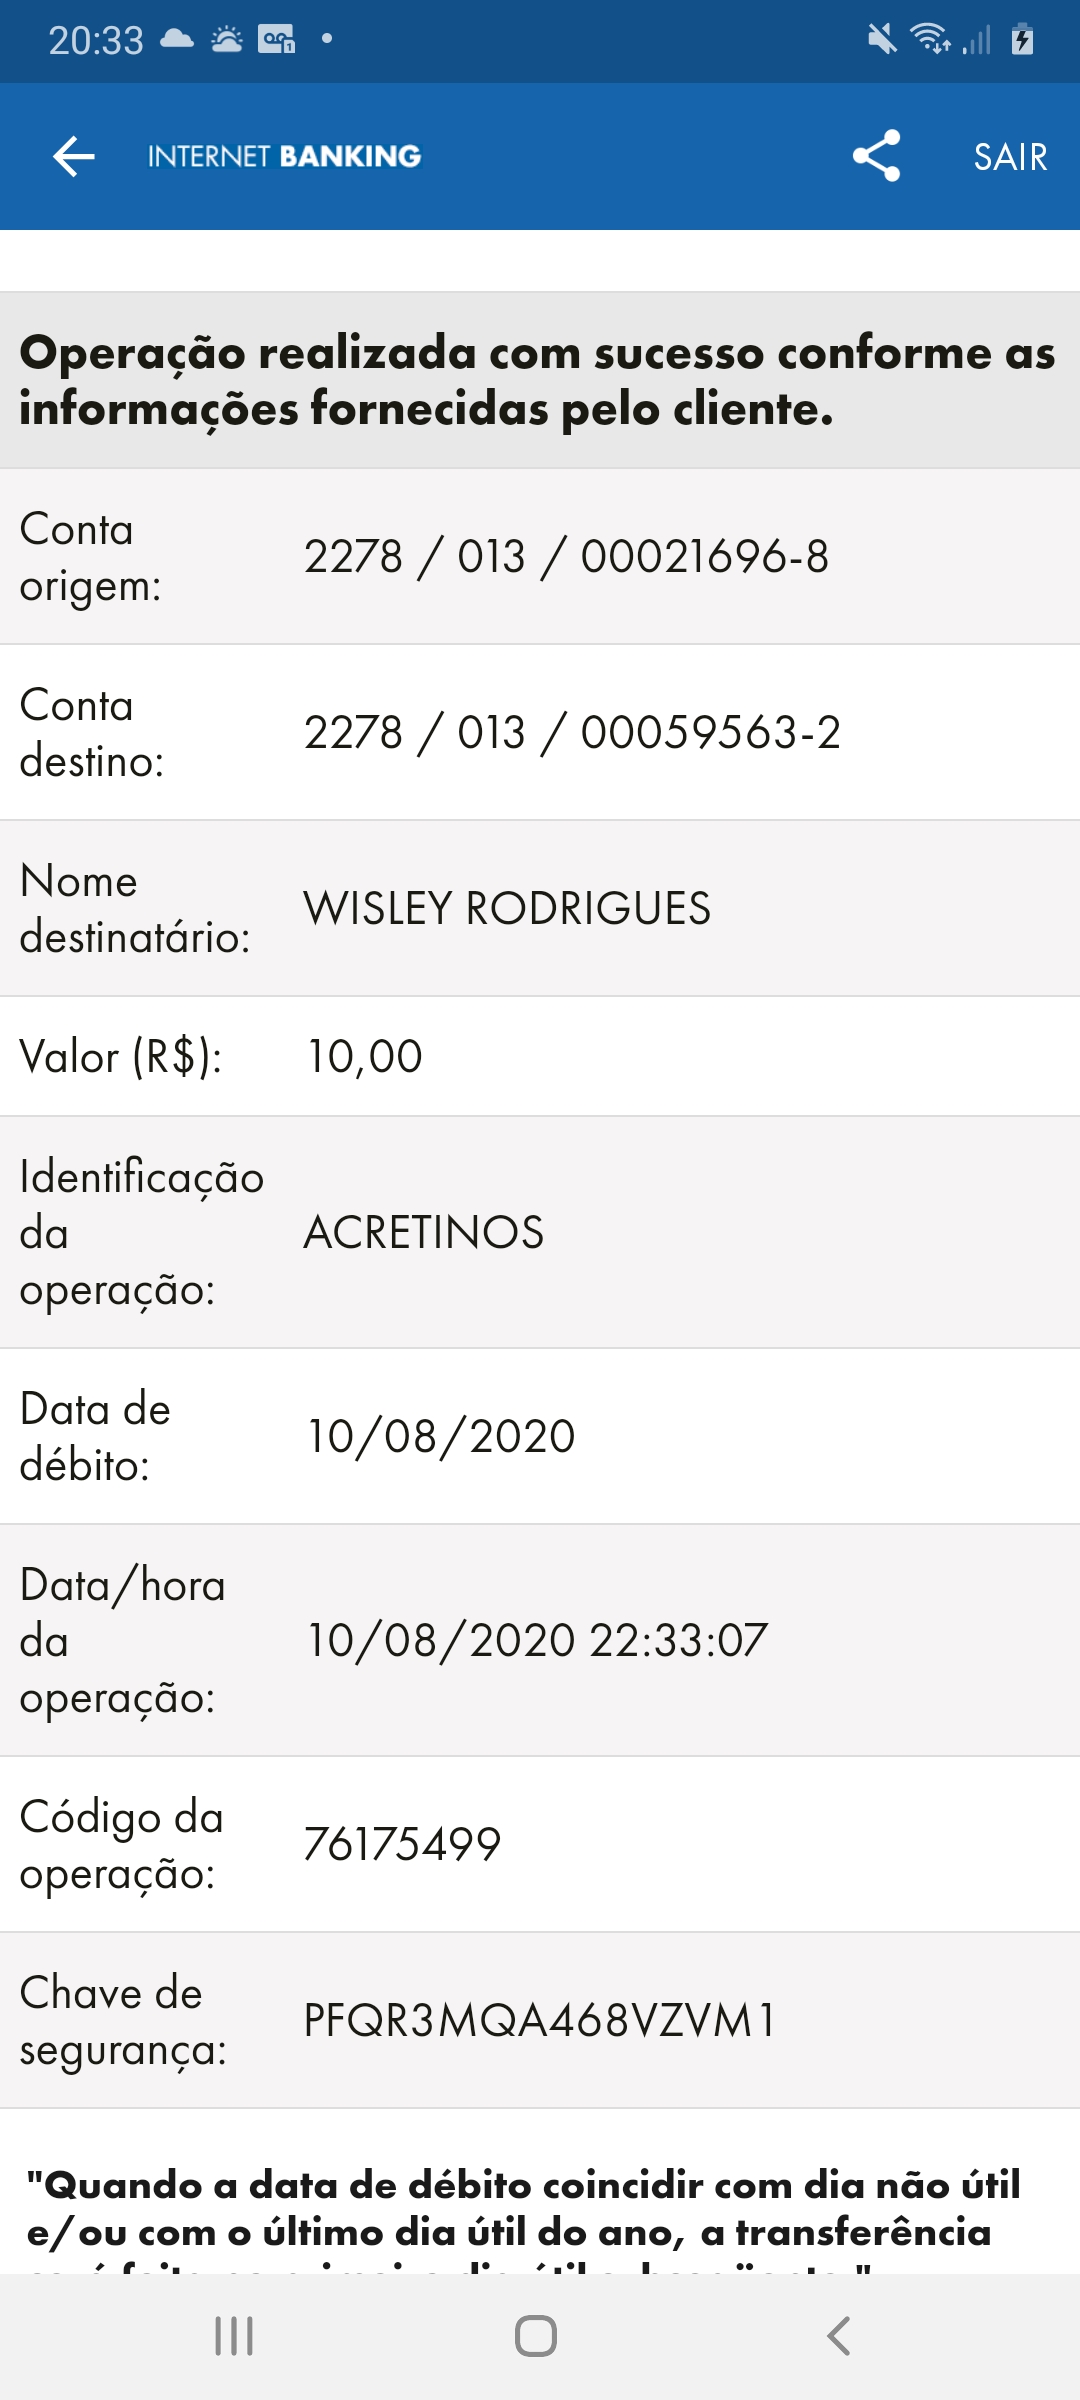 20:33
INTERNET BANKING
SAIR
Operação realizada com sucesso conforme as
informações fornecidas pelo cliente.
Conta
origem:
2278 / 013 / 00021696-8
Conta
destino:
2278 / 013 / 00059563-2
Nome
destinatário:
WISLEY RODRIGUES
Valor (R$):
10,00
Identificação
da
operação:
ACRETINOS
Data de
débito:
10/08/2020
Data/hora
da
operação:
10/08/2020 22:33:07
Código da
operação:
76175499
Chave de
segurança:
PFQR3MQA468VZVM1
"Quando a data de débito coincidir com dia não útil
e/ou com o último dia útil do ano, a transferência